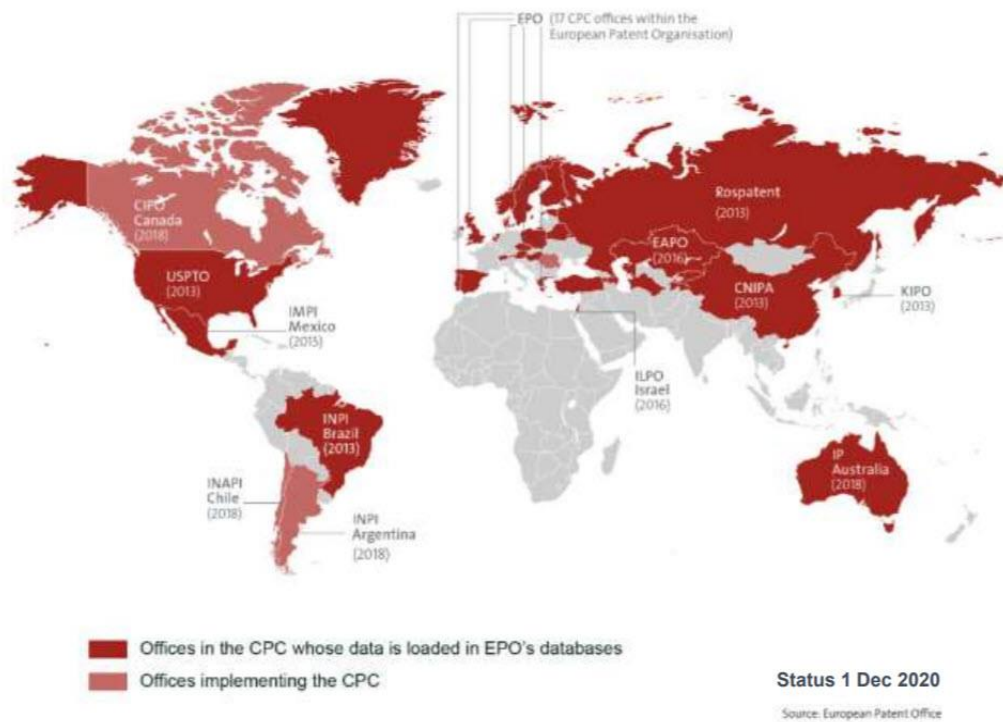 EPO (17 CPC offices within the
European Patent Organisation)
CIPO
Canada
(2018)
Rospatent
(2013)
EAPO
(2016)
USPTO
(2013)
CNIPA
(2013)
KIPO
(2013)
IMPI
Mexico
(2015)
ILPO
Israel
(2016)
INPI
Brazil
(2013)
IP
Australia
(2018)
INAPI
Chile
(2018)
INPI
Argentina
(2018)
Offices in the CPC whose data is loaded in EPO's databases
Offices implementing the CPC
Status 1 Dec 2020
Source: European Patent Office